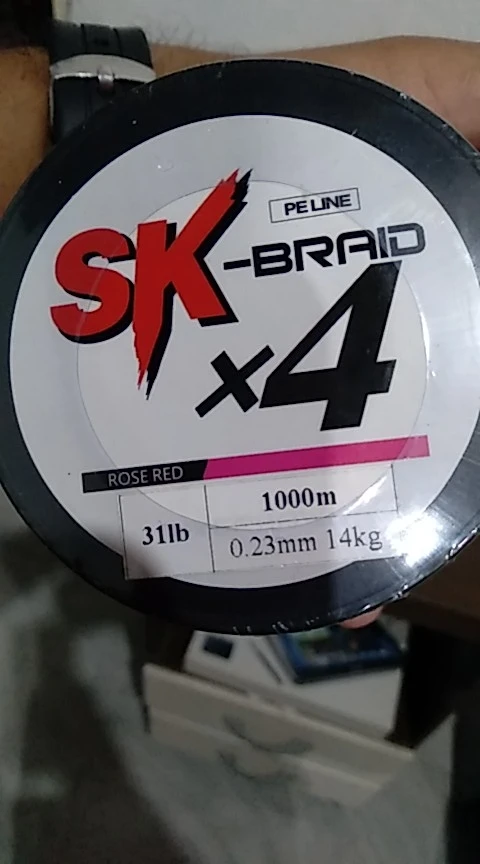 PE LINE
SK-BRAID
x4
ROSE RED
31lb
1000m
0.23mm 14kg